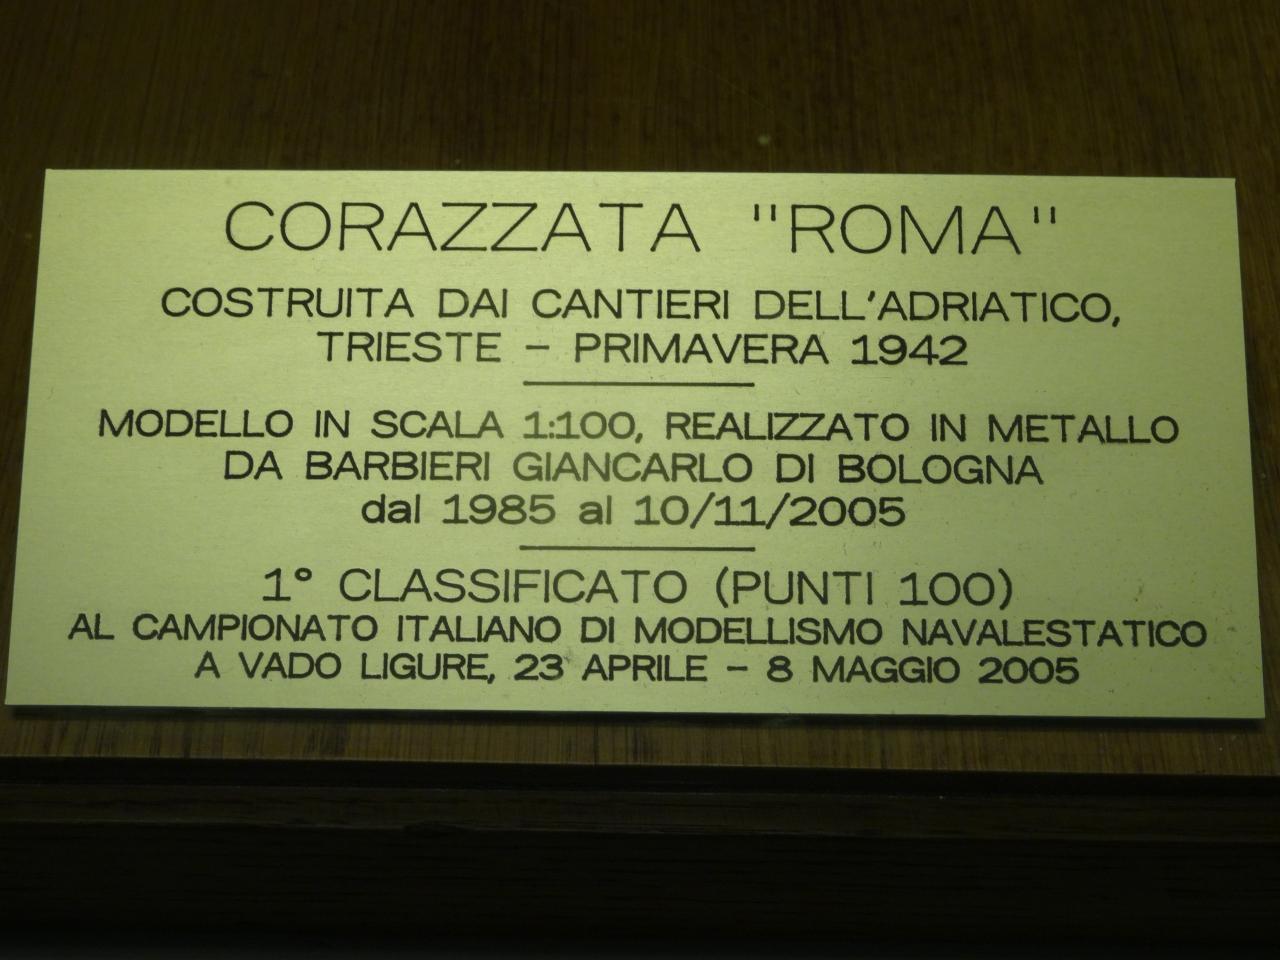 CORAZZATA "ROMA"
COSTRUITA DAI CANTIERI DELL'ADRIATICO,
TRIESTE - PRIMAVERA 1942
MODELLO IN SCALA 1:100, REALIZZATO IN METALLO
DA BARBIERI GIANCARLO DI BOLOGNA
dal 1985 al 10/11/2005
1° CLASSIFICATO (PUNTI 100)
AL CAMPIONATO ITALIANO DI MODELLISMO NAVALESTATICO
A VADO LIGURE, 23 APRILE - 8 MAGGIO 2005